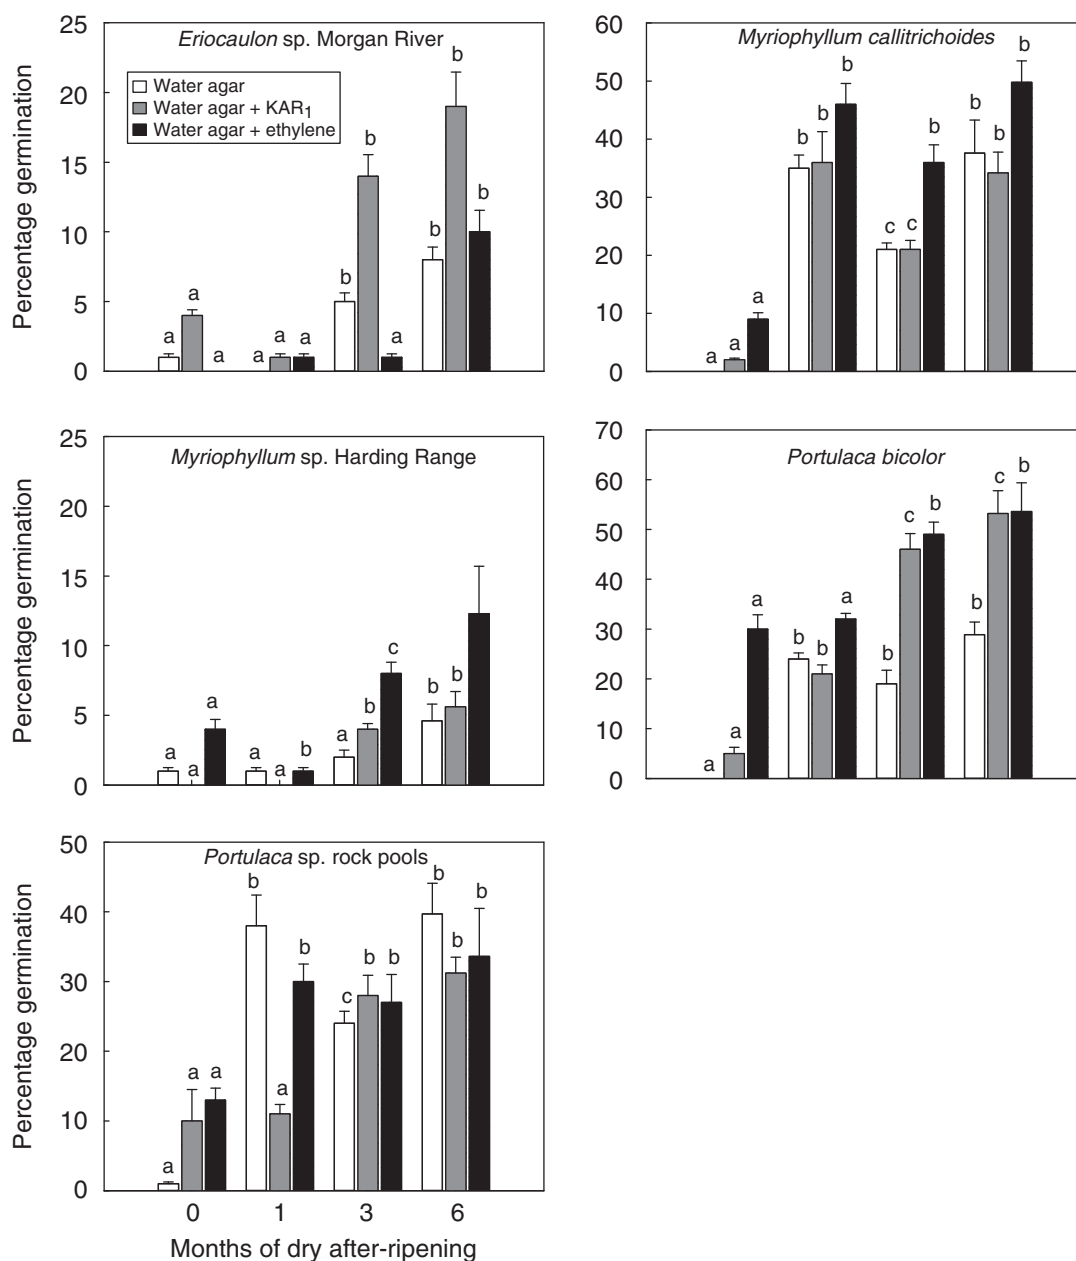 Eriocaulon sp. Morgan River
Water agar
Water agar + KAR1
Water agar + ethylene
Percentage germination
25
20
15
10
5
0
a
a
a
a
a
a
b
b
a
b
b
b
Myriophyllum callitrichoides
60
50
40
30
20
10
0
a
a
a
b
b
b
c
c
b
b
b
b
Myriophyllum sp. Harding Range
Percentage germination
25
20
15
10
5
0
a
a
a
a
a
b
a
b
c
b
b
Portulaca bicolor
70
60
50
40
30
20
10
0
a
a
a
b
b
a
b
c
b
b
c
b
Portulaca sp. rock pools
Percentage germination
50
40
30
20
10
0
a
a
a
b
a
b
c
b
b
b
b
b
0 1 3 6
Months of dry after-ripening